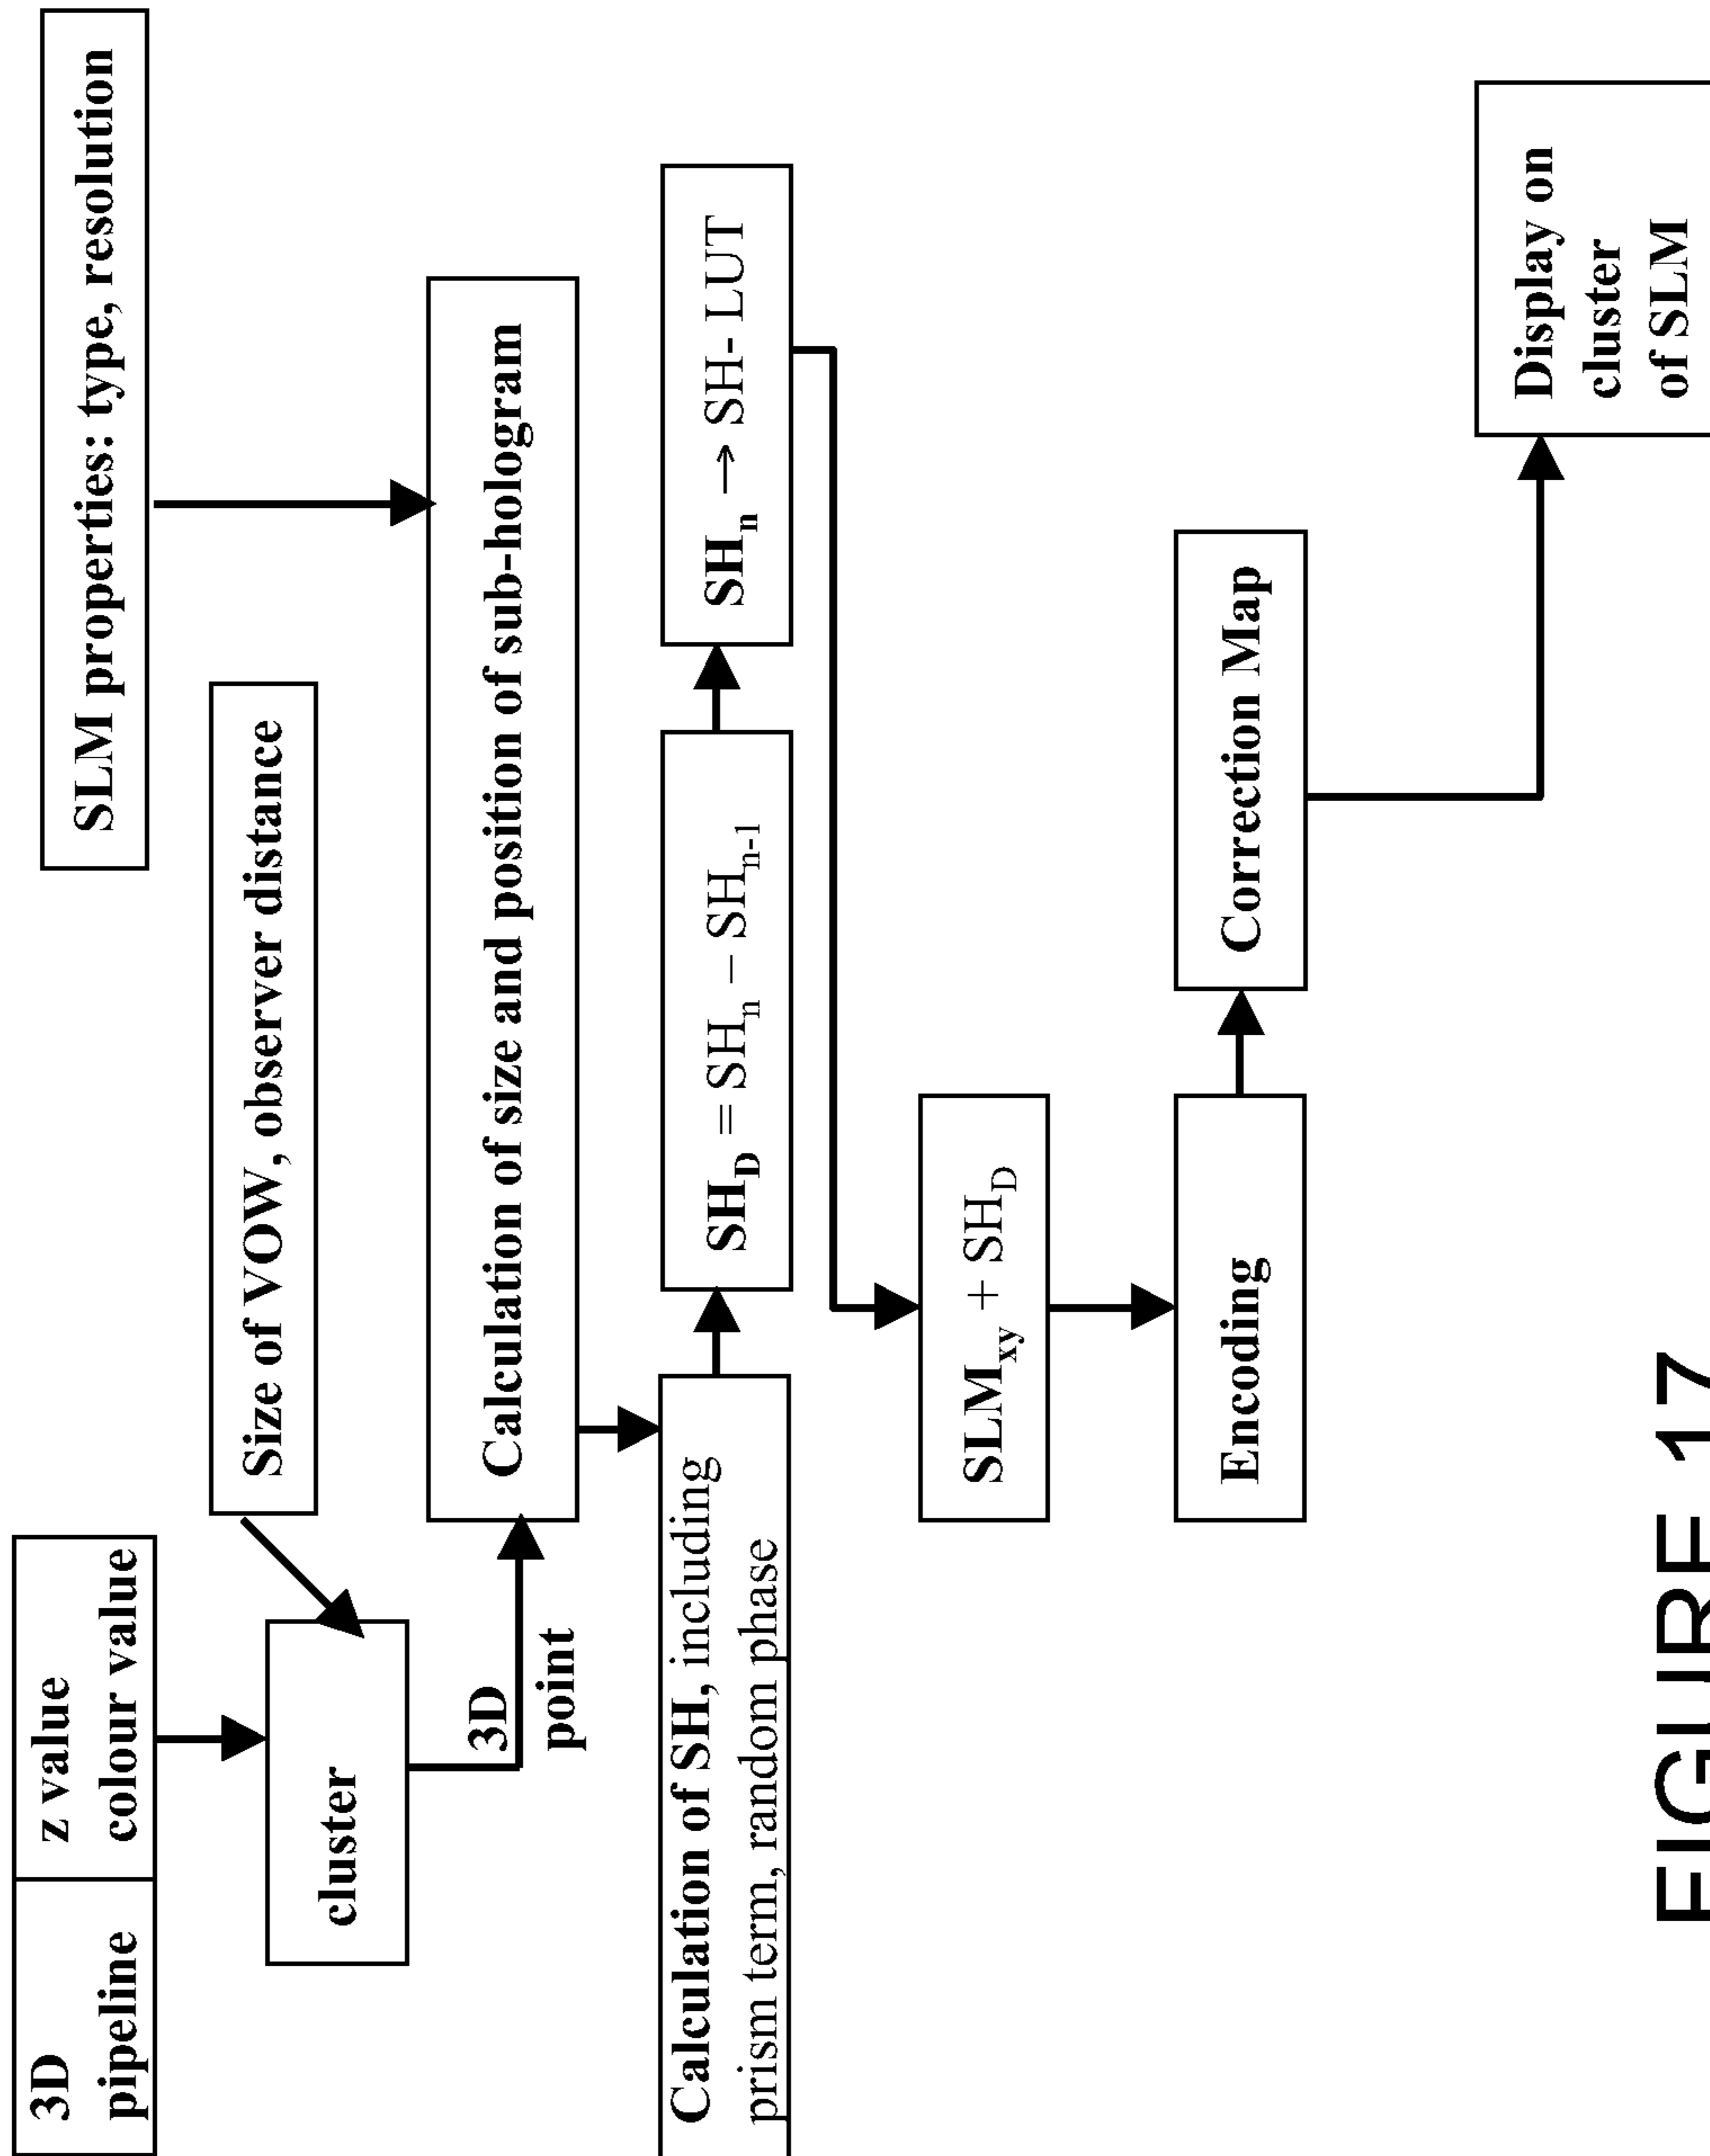 3D
pipeline
z value
colour value
Size of VOW, observer distance
SLM properties: type, resolution
cluster
3D
point
Calculation of size and position of sub-hologram
Calculation of SH, including
prism term, random phase
SH_D = SH_n – SH_n-1
SH_n → SH- LUT
SLM_xy + SH_D
Encoding
Correction Map
Display on
cluster
of SLM
FIGURE 17